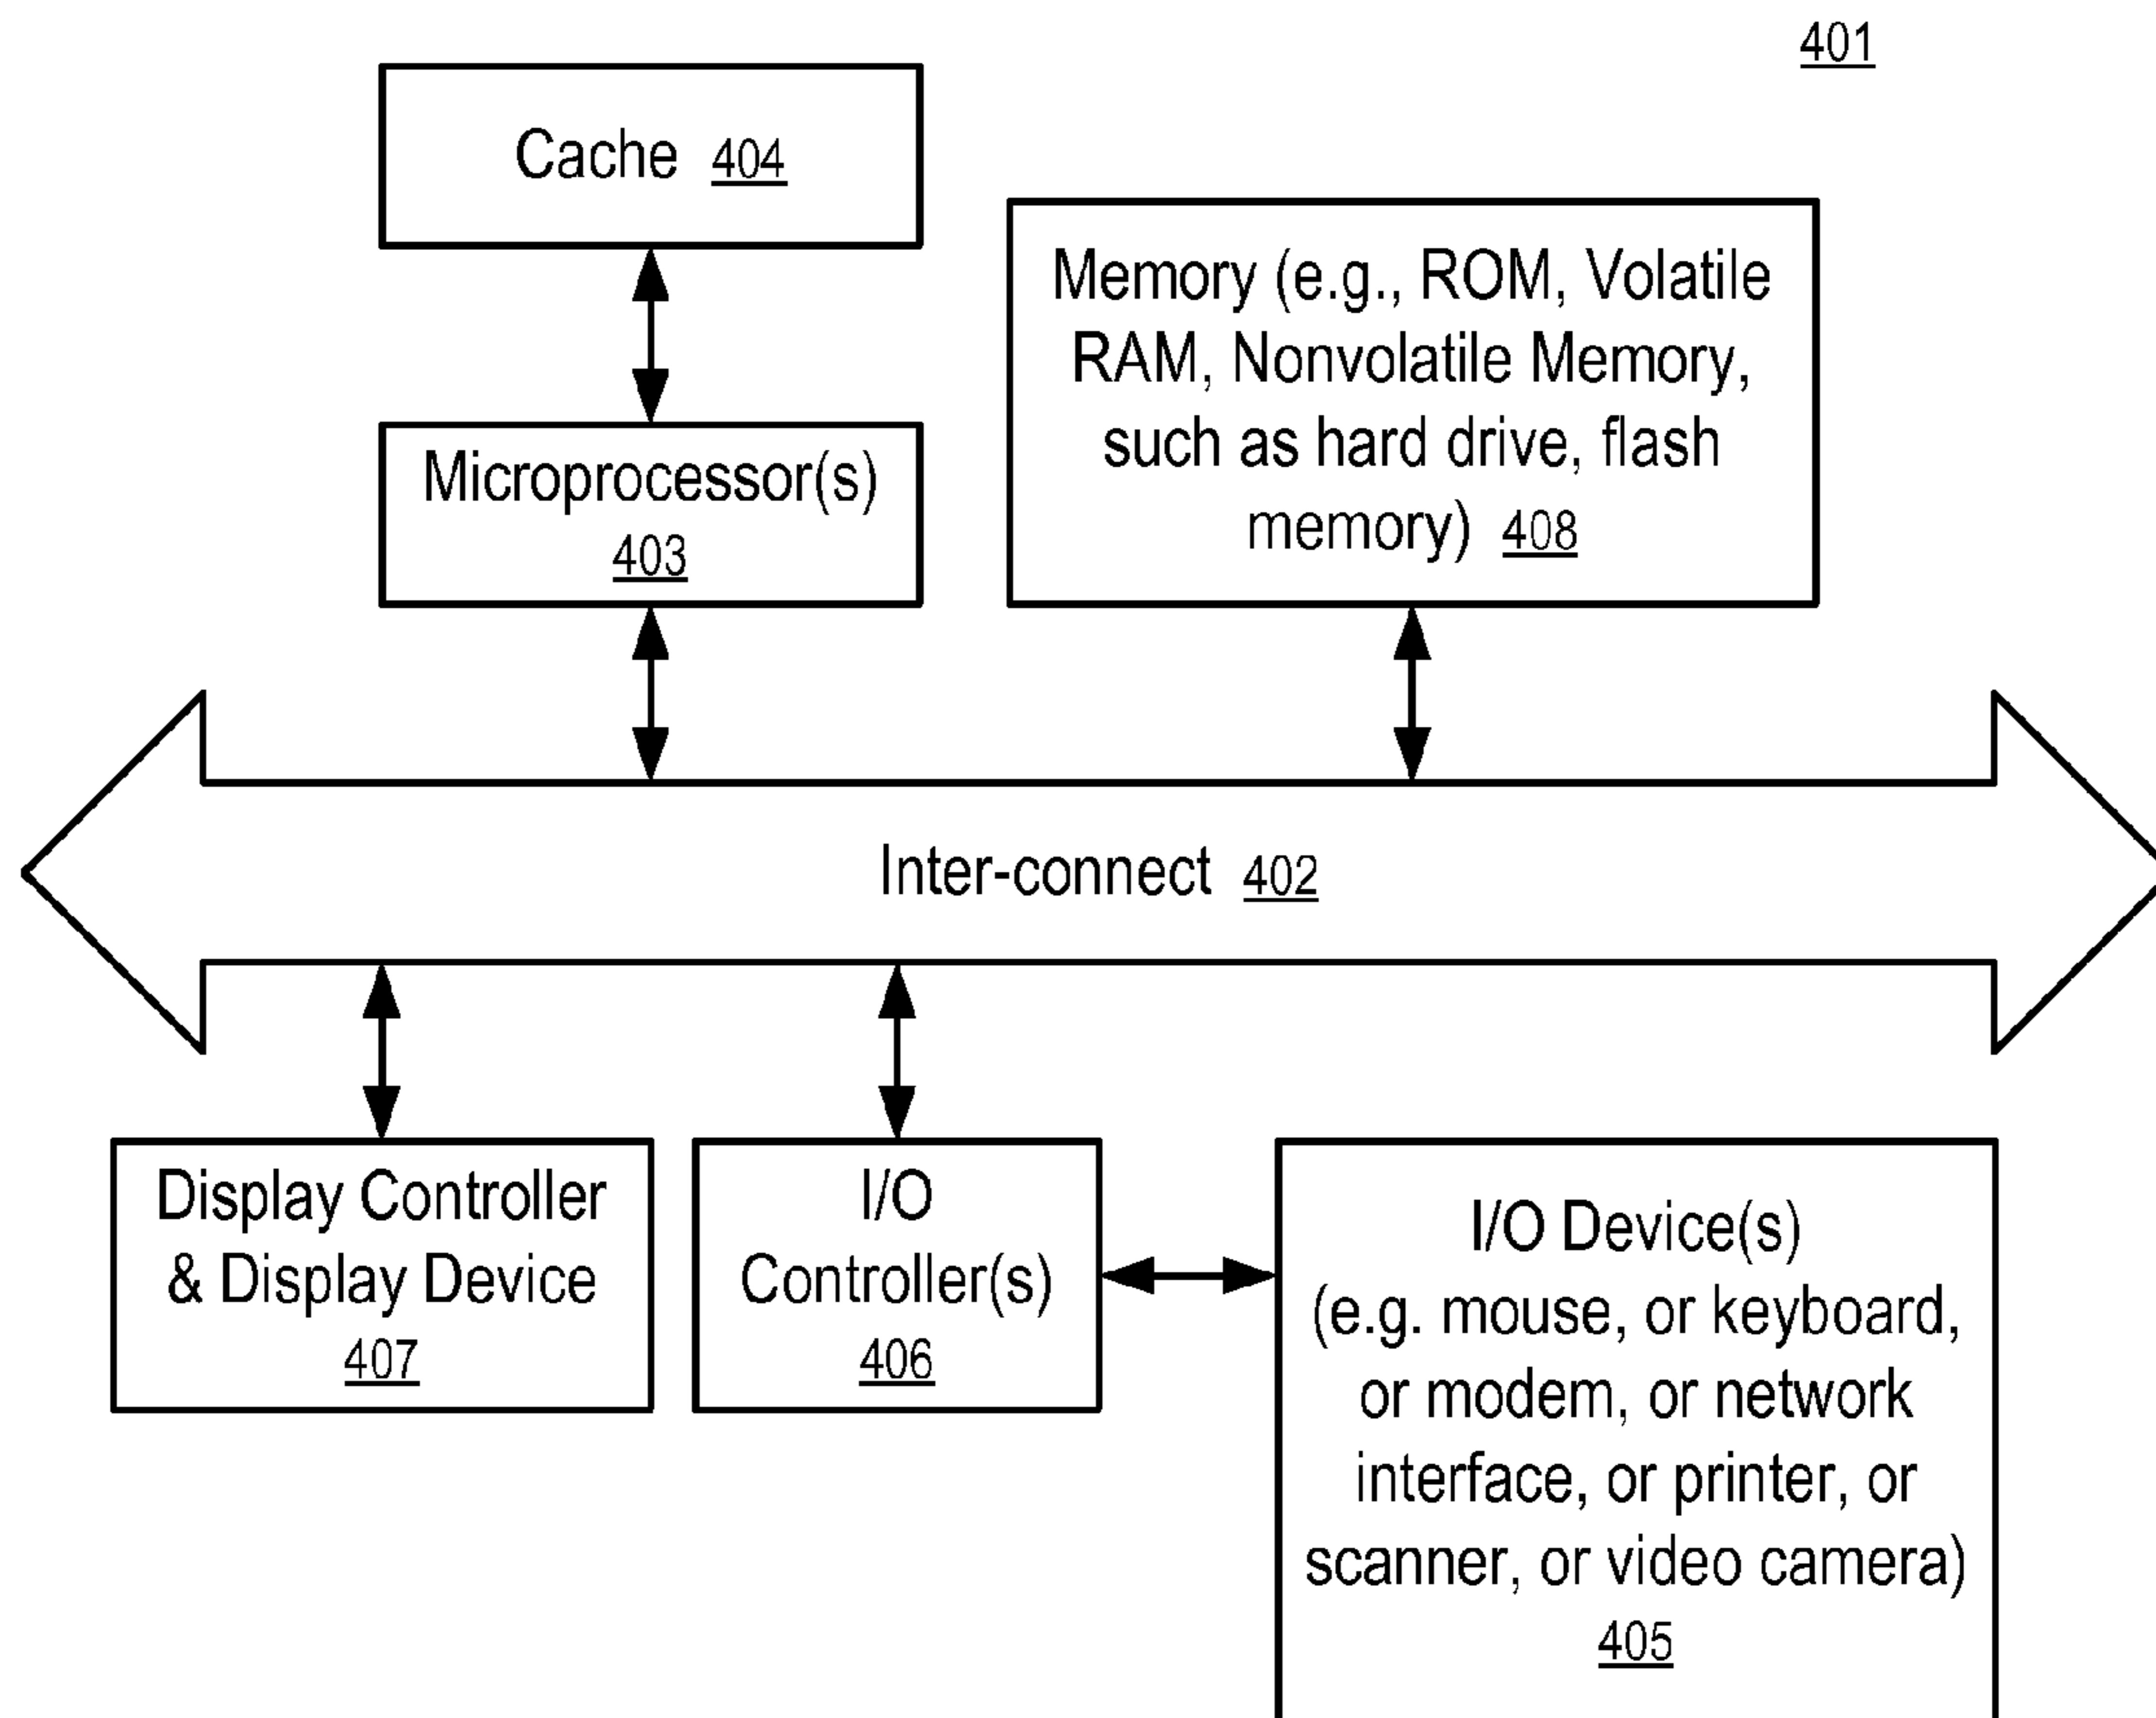 401
Cache 404
Memory (e.g., ROM, Volatile
RAM, Nonvolatile Memory,
such as hard drive, flash
memory) 408
Microprocessor(s)
403
Inter-connect 402
Display Controller
& Display Device
407
I/O
Controller(s)
406
I/O Device(s)
(e.g. mouse, or keyboard,
or modem, or network
interface, or printer, or
scanner, or video camera)
405